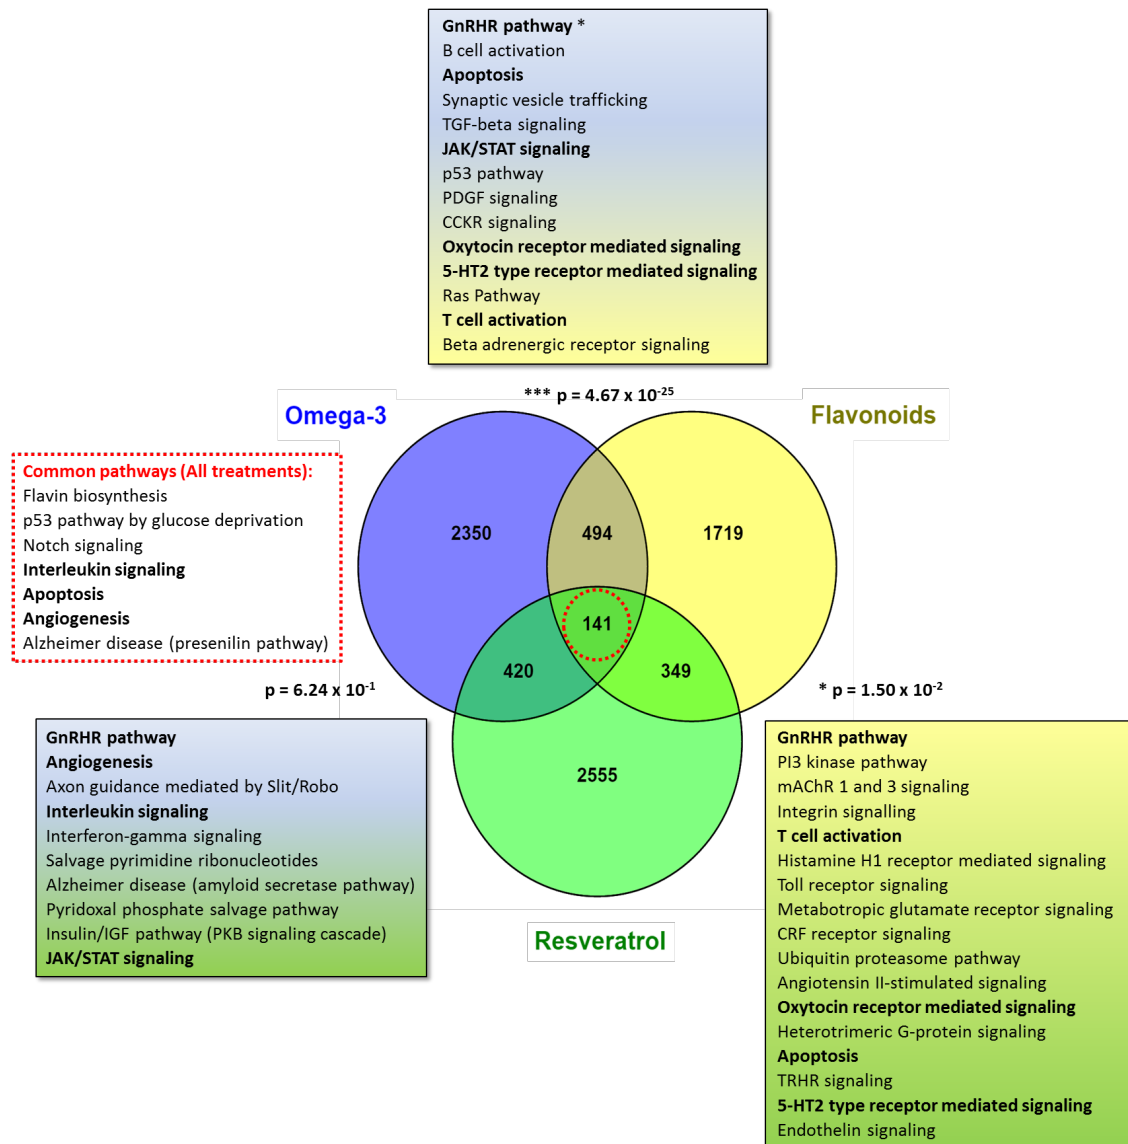 GnRHR pathway *
B cell activation
Apoptosis
Synaptic vesicle trafficking
TGF-beta signaling
JAK/STAT signaling
p53 pathway
PDGF signaling
CCKR signaling
Oxytocin receptor mediated signaling
5-HT2 type receptor mediated signaling
Ras Pathway
T cell activation
Beta adrenergic receptor signaling
*** p = 4.67 x 10⁻²⁵
Omega-3
Flavonoids
Common pathways (All treatments):
Flavin biosynthesis
p53 pathway by glucose deprivation
Notch signaling
Interleukin signaling
Apoptosis
Angiogenesis
Alzheimer disease (presenilin pathway)
2350
494
1719
141
420
349
2555
p = 6.24 x 10⁻¹
* p = 1.50 x 10⁻²
GnRHR pathway
Angiogenesis
Axon guidance mediated by Slit/Robo
Interleukin signaling
Interferon-gamma signaling
Salvage pyrimidine ribonucleotides
Alzheimer disease (amyloid secretase pathway)
Pyridoxal phosphate salvage pathway
Insulin/IGF pathway (PKB signaling cascade)
JAK/STAT signaling
Resveratrol
GnRHR pathway
PI3 kinase pathway
mAChR 1 and 3 signaling
Integrin signalling
T cell activation
Histamine H1 receptor mediated signaling
Toll receptor signaling
Metabotropic glutamate receptor signaling
CRF receptor signaling
Ubiquitin proteasome pathway
Angiotensin II-stimulated signaling
Oxytocin receptor mediated signaling
Heterotrimeric G-protein signaling
Apoptosis
TRHR signaling
5-HT2 type receptor mediated signaling
Endothelin signaling